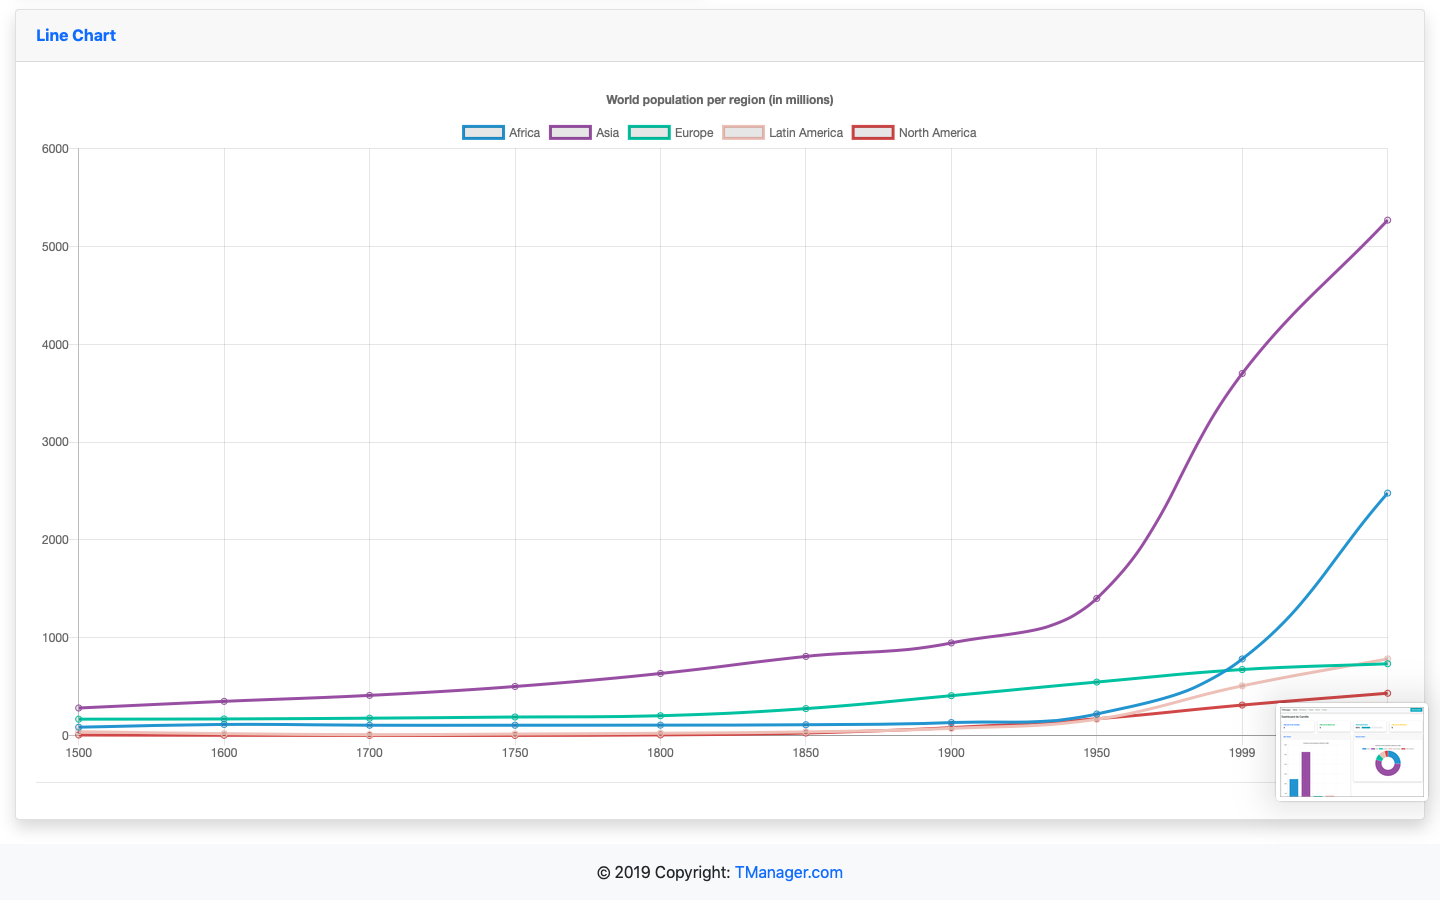 Line Chart
World population per region (in millions)
Africa Asia Europe Latin America North America
6000
5000
4000
3000
2000
1000
0
1500 1600 1700 1750 1800 1850 1900 1950 1999
© 2019 Copyright: TManager.com